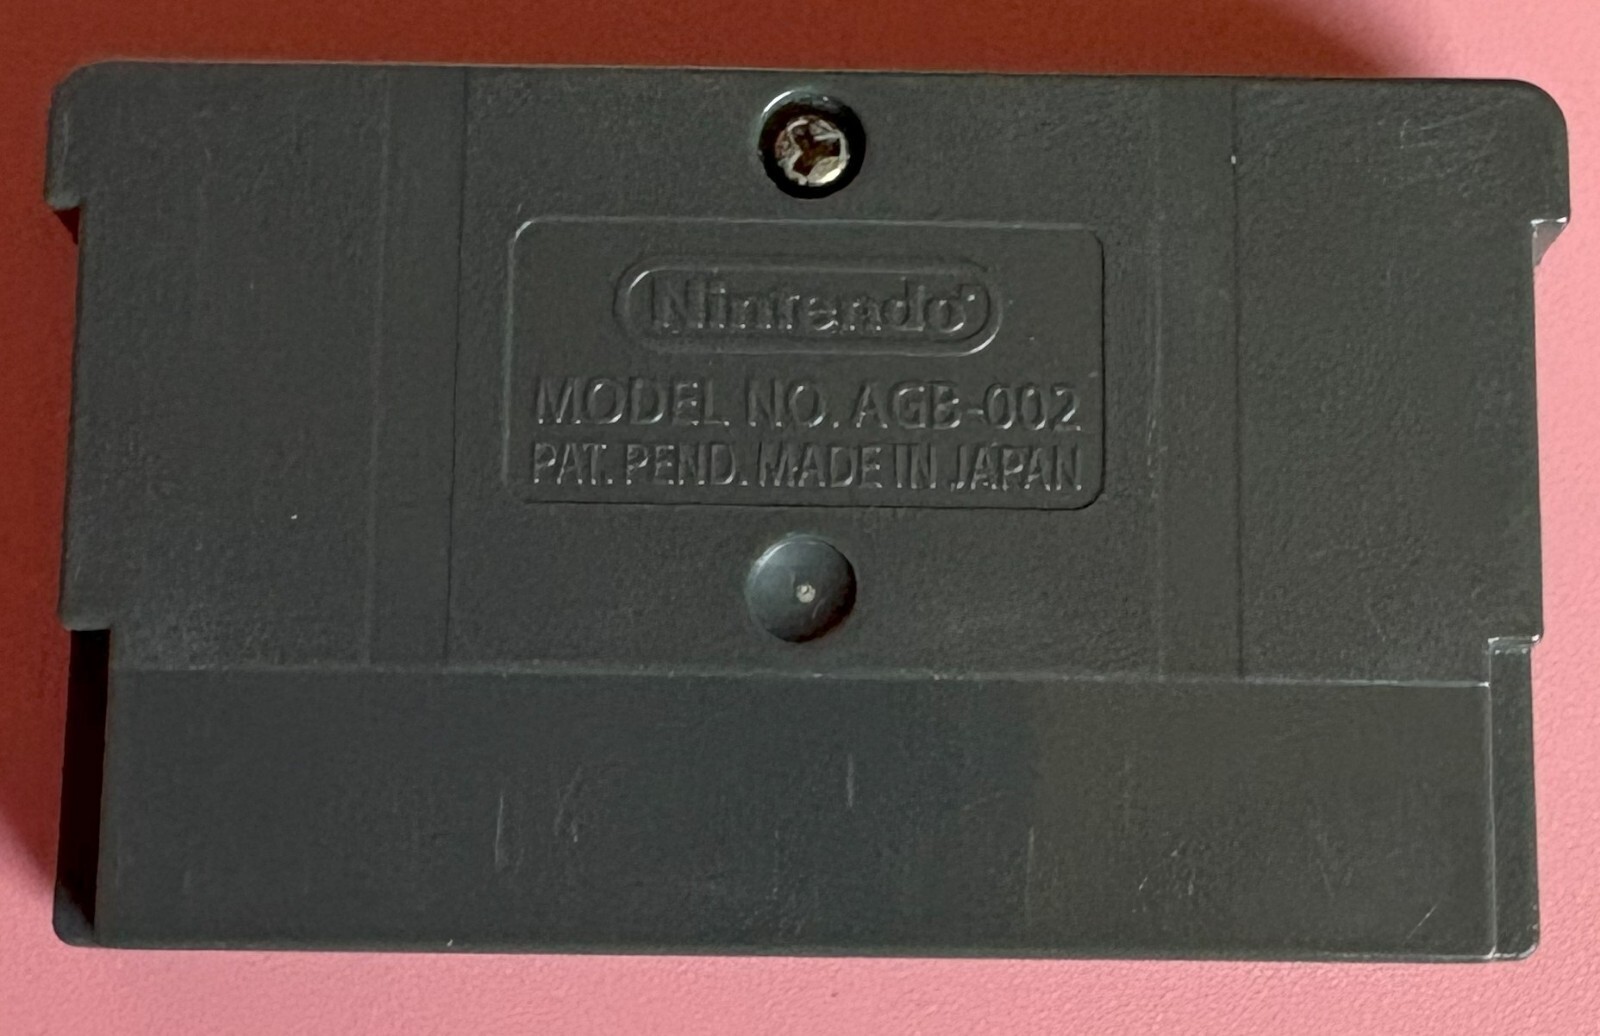 Nintendo
MODEL NO. AGB-002
PAT. PEND. MADE IN JAPAN